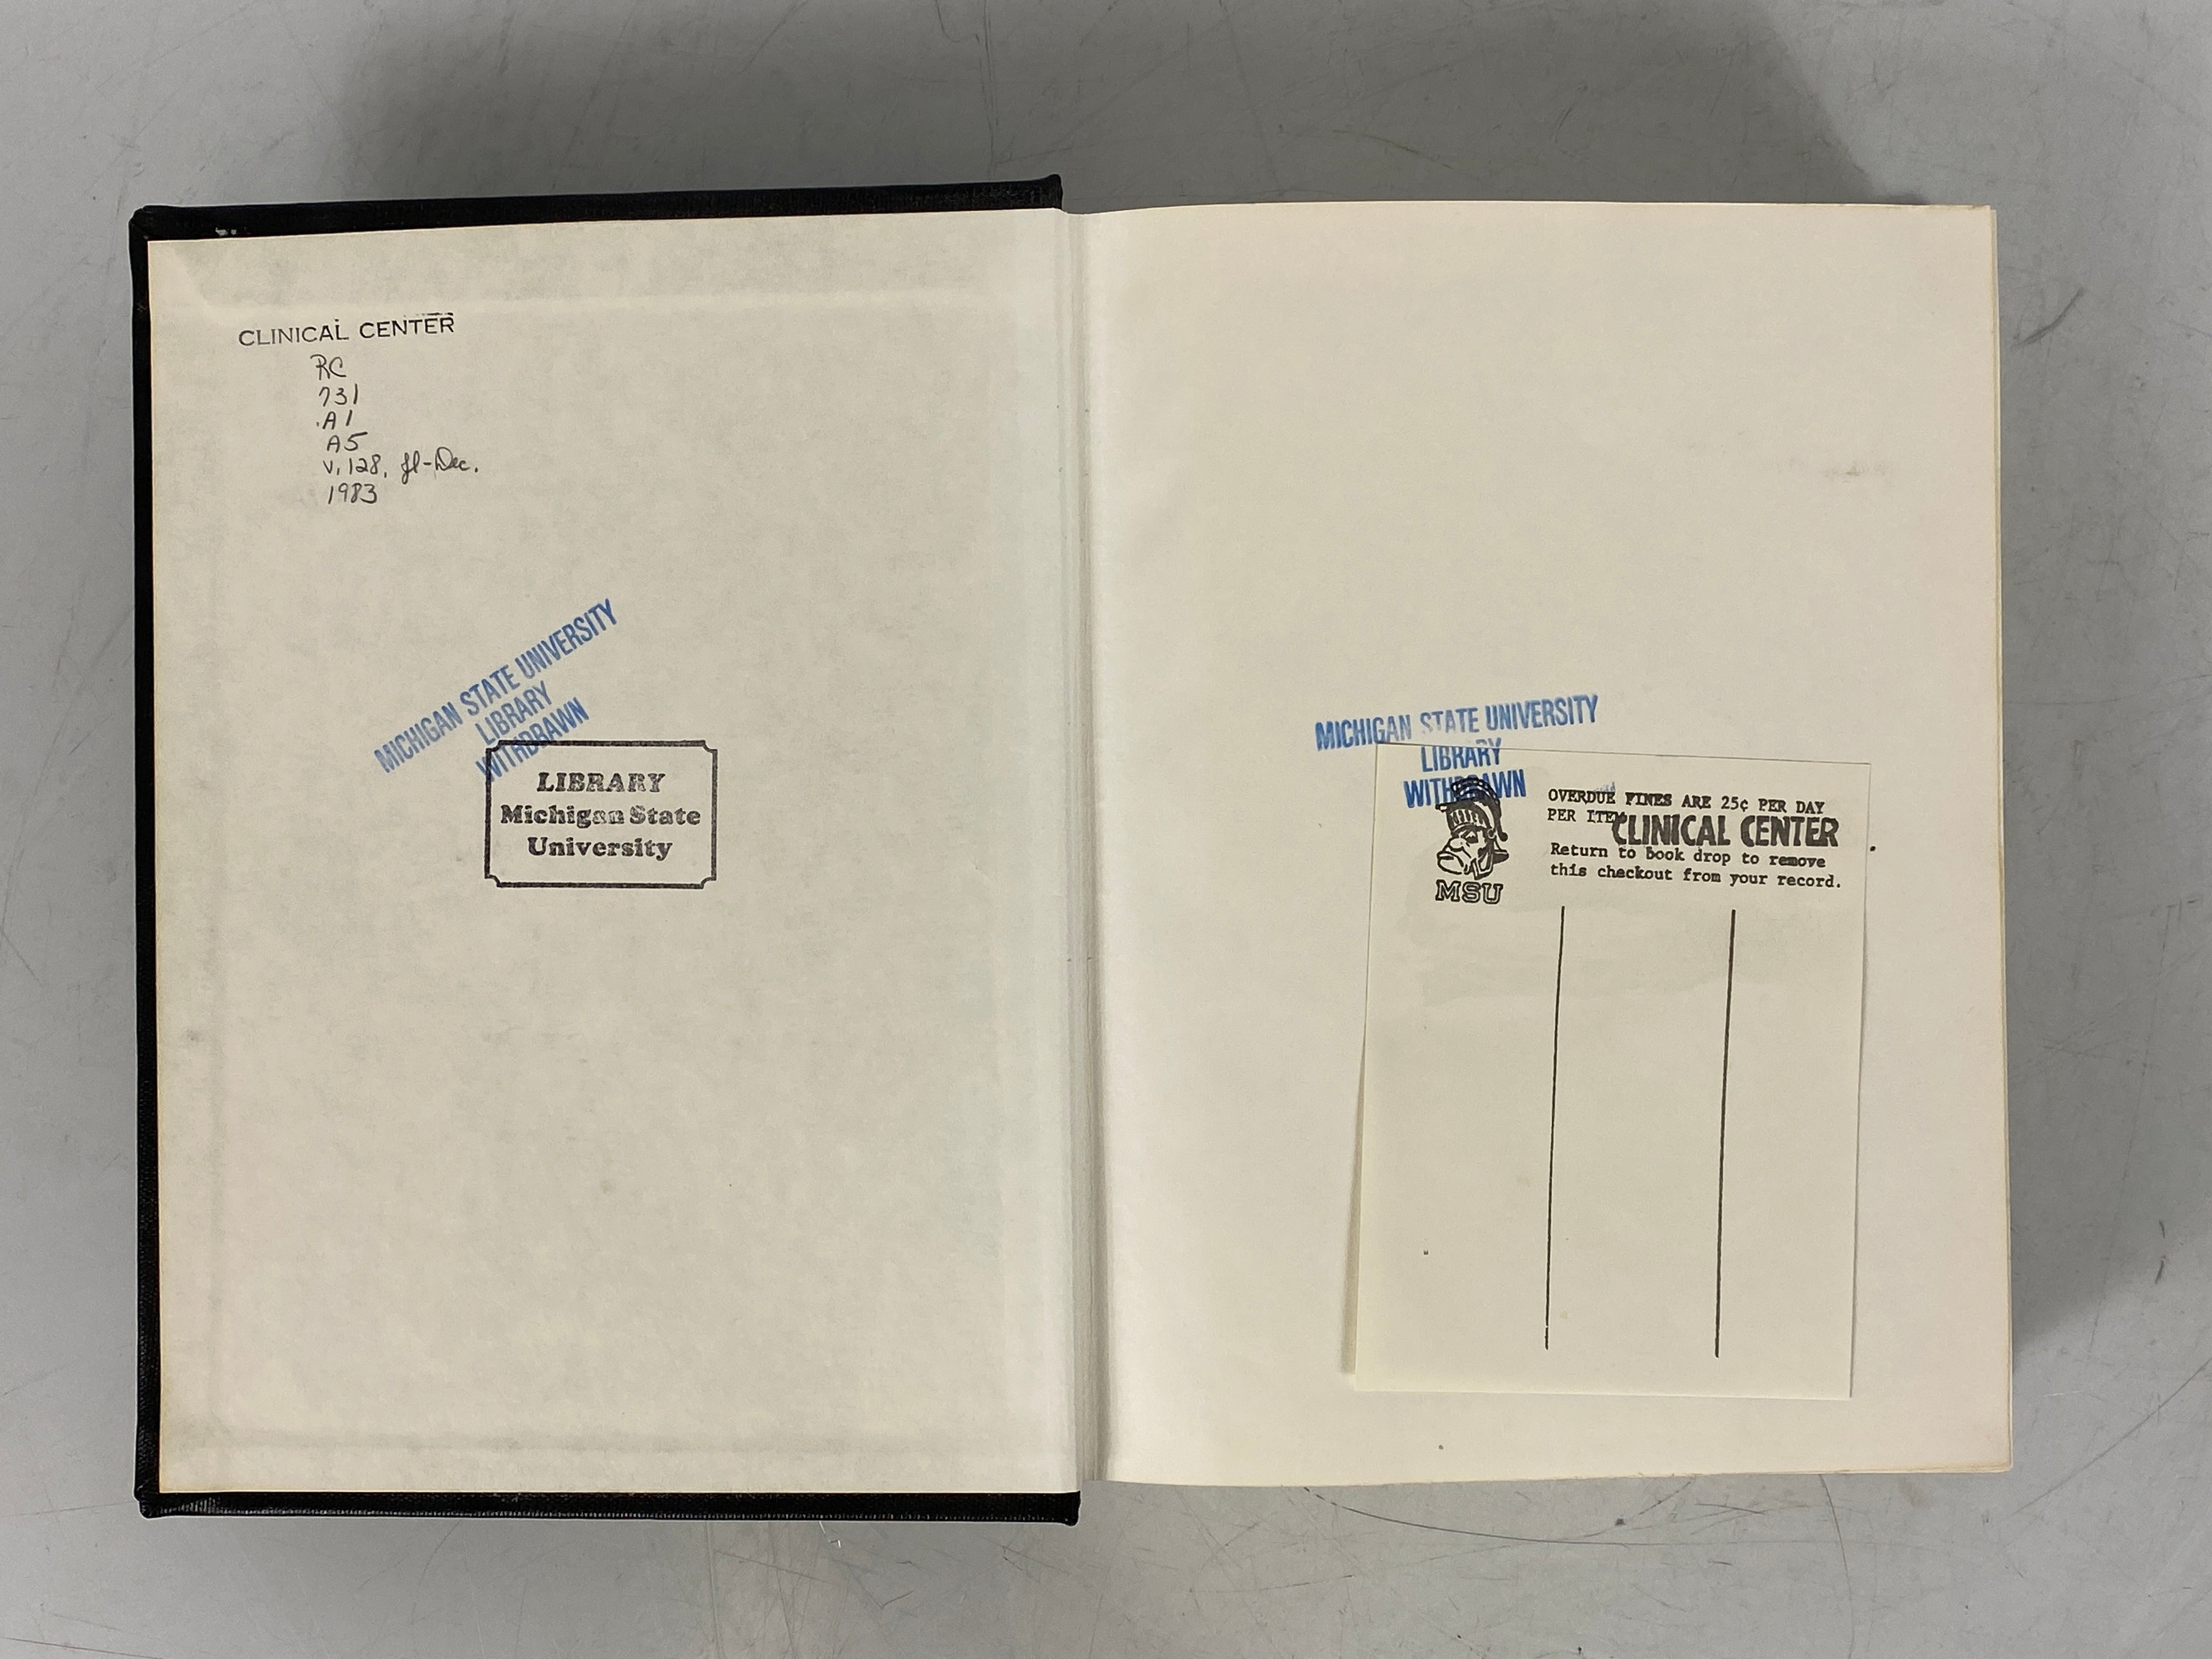 CLINICAL CENTER
RC
731
.A1
A5
v. 128, Jl-Dec.
1983
MICHIGAN STATE UNIVERSITY
LIBRARY
WITHDRAWN
LIBRARY
Michigan State
University
MICHIGAN STATE UNIVERSITY
LIBRARY
WITHDRAWN
MSU
OVERDUE FINES ARE 25¢ PER DAY
PER ITEM
CLINICAL CENTER
Return to book drop to remove
this checkout from your record.